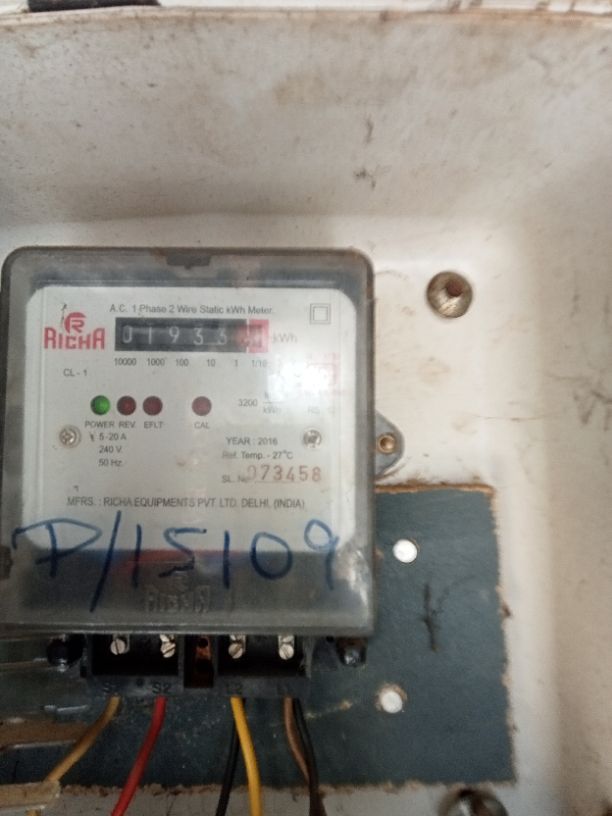 A.C. 1 Phase 2 Wire Static kWh Meter.
RICHA
01933 kWh
10000 1000 100 10 1 1/10
CL - 1
3200
POWER REV. EFLT CAL
5 - 20 A
240 V.
50 Hz.
YEAR : 2016
Ref. Temp. - 27°C
SL. No. 073458
MFRS. : RICHA EQUIPMENTS PVT. LTD. DELHI, (INDIA)
P/15109
S2